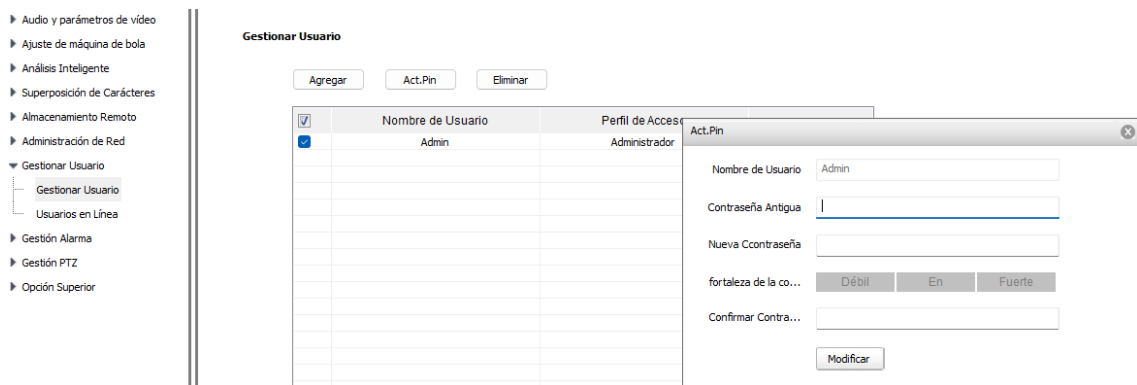 Audio y parámetros de vídeo
Ajuste de máquina de bola
Análisis Inteligente
Superposición de Carácteres
Almacenamiento Remoto
Administración de Red
Gestionar Usuario
Gestionar Usuario
Usuarios en Línea
Gestión Alarma
Gestión PTZ
Opción Superior
Gestionar Usuario
Agregar Act.Pin Eliminar
Nombre de Usuario Perfil de Acceso
Admin Administrador
Act.Pin
Nombre de Usuario Admin
Contraseña Antigua
Nueva Ccontraseña
fortaleza de la co... Débil En Fuerte
Confirmar Contra...
Modificar